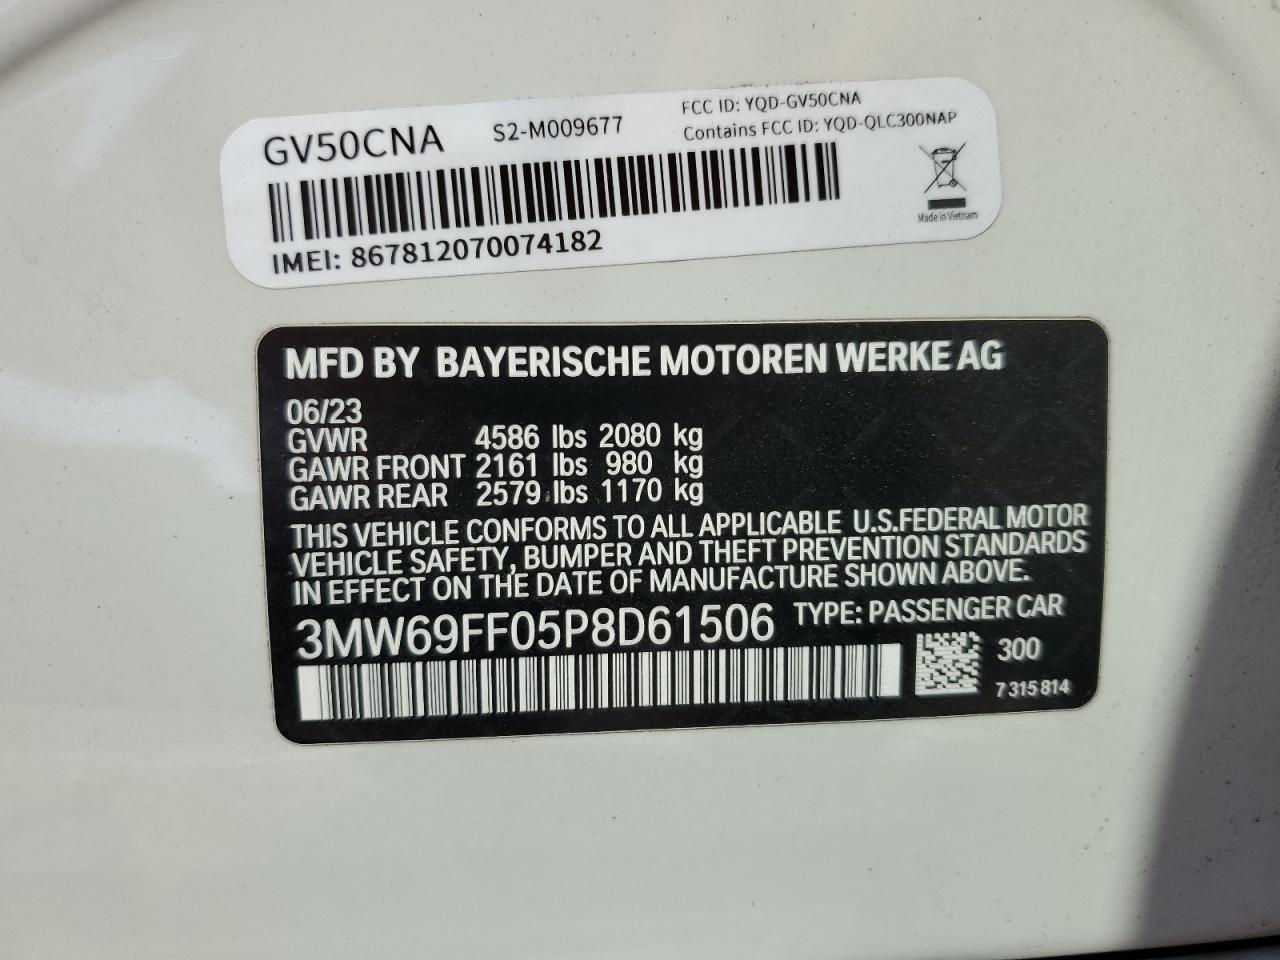 GV50CNA S2-M009677 FCC ID: YQD-GV50CNA
Contains FCC ID: YQD-QLC300NAP
Made in Vietnam
IMEI: 867812070074182
MFD BY BAYERISCHE MOTOREN WERKE AG
06/23
GVWR 4586 lbs 2080 kg
GAWR FRONT 2161 lbs 980 kg
GAWR REAR 2579 lbs 1170 kg
THIS VEHICLE CONFORMS TO ALL APPLICABLE U.S.FEDERAL MOTOR
VEHICLE SAFETY, BUMPER AND THEFT PREVENTION STANDARDS
IN EFFECT ON THE DATE OF MANUFACTURE SHOWN ABOVE.
3MW69FF05P8D61506 TYPE: PASSENGER CAR
300
7 315 814